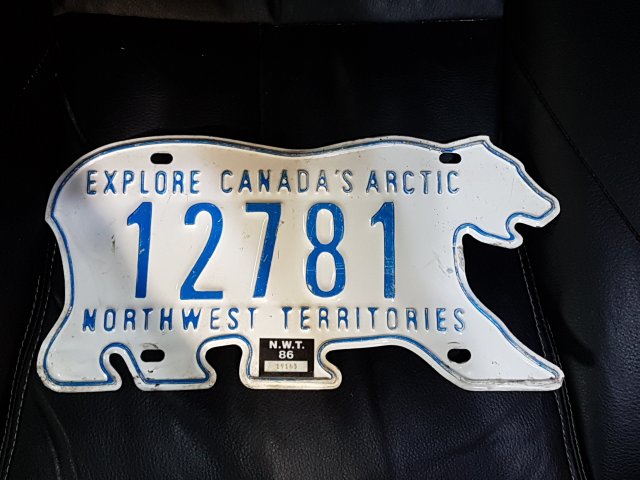 EXPLORE CANADA'S ARCTIC
12781
NORTHWEST TERRITORIES
N.W.T.
86